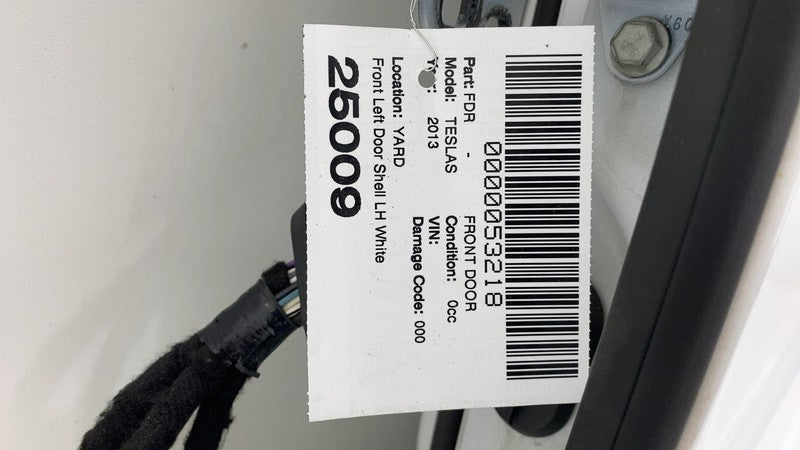 0000053218
Part: FDR - FRONT DOOR
Model: TESLAS Condition: 0cc
Year: 2013 VIN:
Damage Code: 000
Location: YARD
Front Left Door Shell LH White
25009